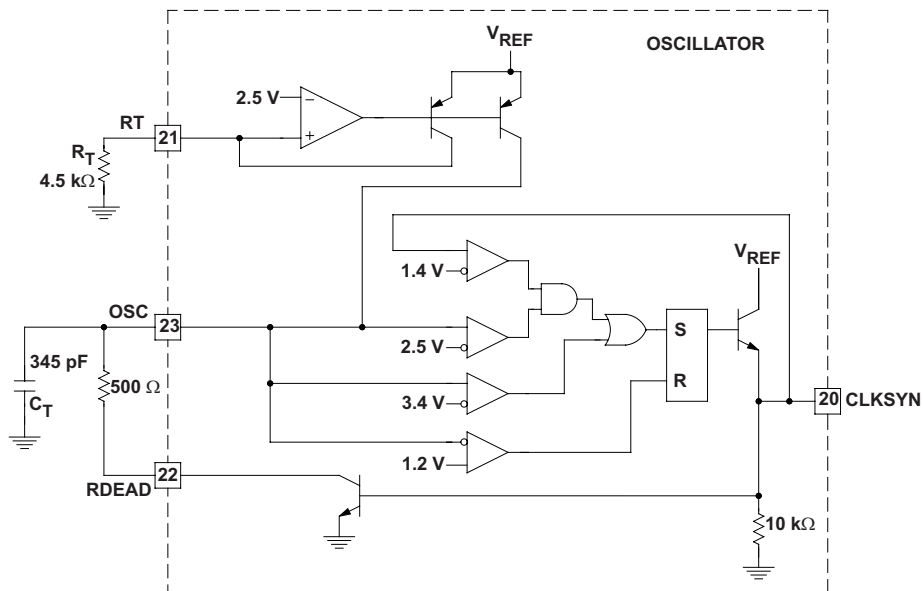 OSCILLATOR
V_REF
2.5 V
−
+
RT
21
R_T
4.5 kΩ
V_REF
1.4 V
OSC
23
2.5 V
S
R
345 pF
C_T
500 Ω
3.4 V
20
CLKSYN
1.2 V
22
RDEAD
10 kΩ